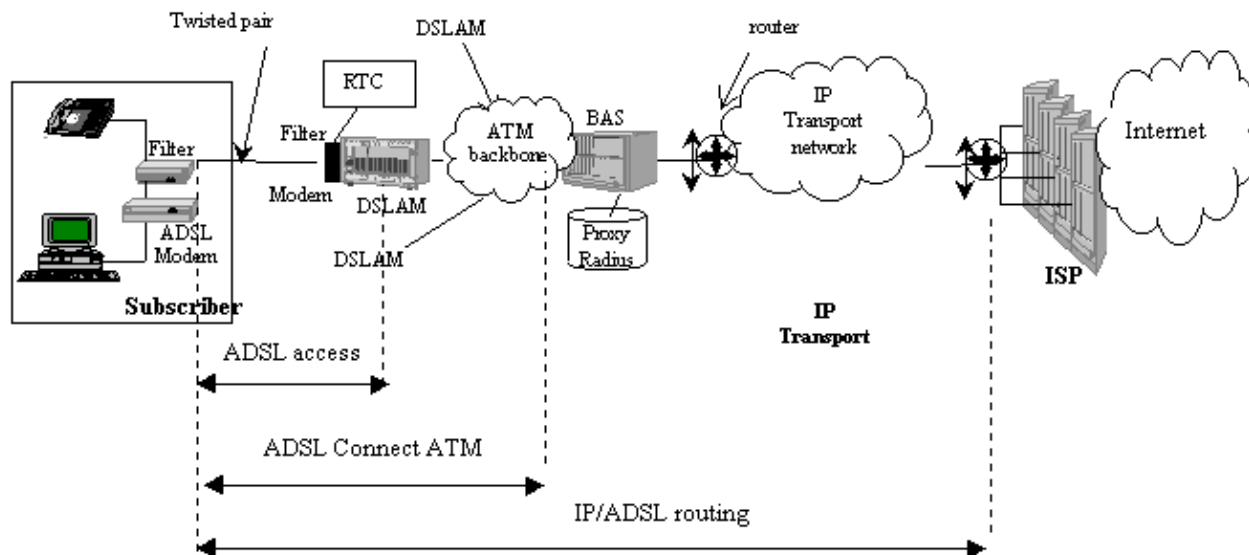 Twisted pair
DSLAM
router
RTC
IP
Transport
network
Filter
ATM
backbone
BAS
Internet
Filter
Modem
DSLAM
ADSL
Modem
DSLAM
Proxy
Radius
Subscriber
ISP
IP
Transport
ADSL access
ADSL Connect ATM
IP/ADSL routing